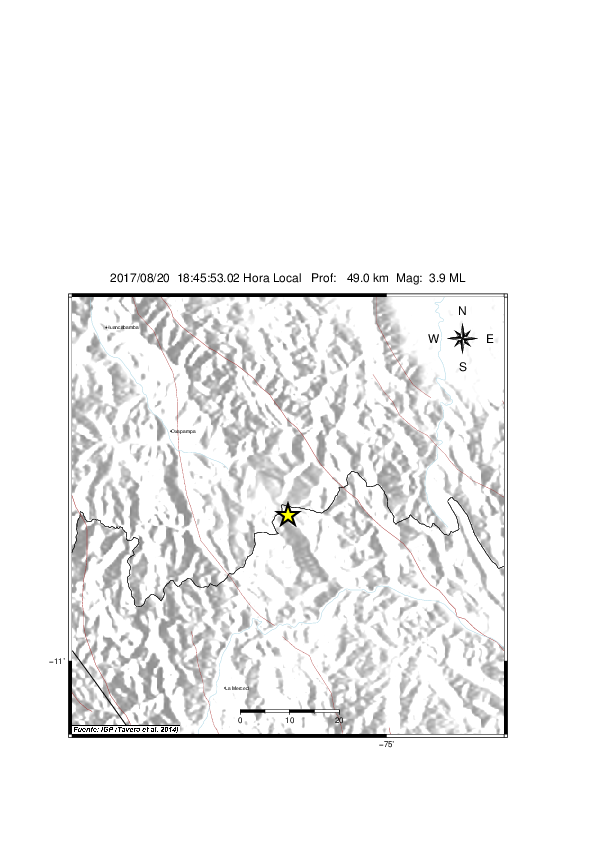 2017/08/20 18:45:53.02 Hora Local Prof: 49.0 km Mag: 3.9 ML
N
W E
S
Huancabamba
Oxapampa
-11°
La Merced
0 10 20
Fuente: IGP (Tavera et al. 2014)
-75°